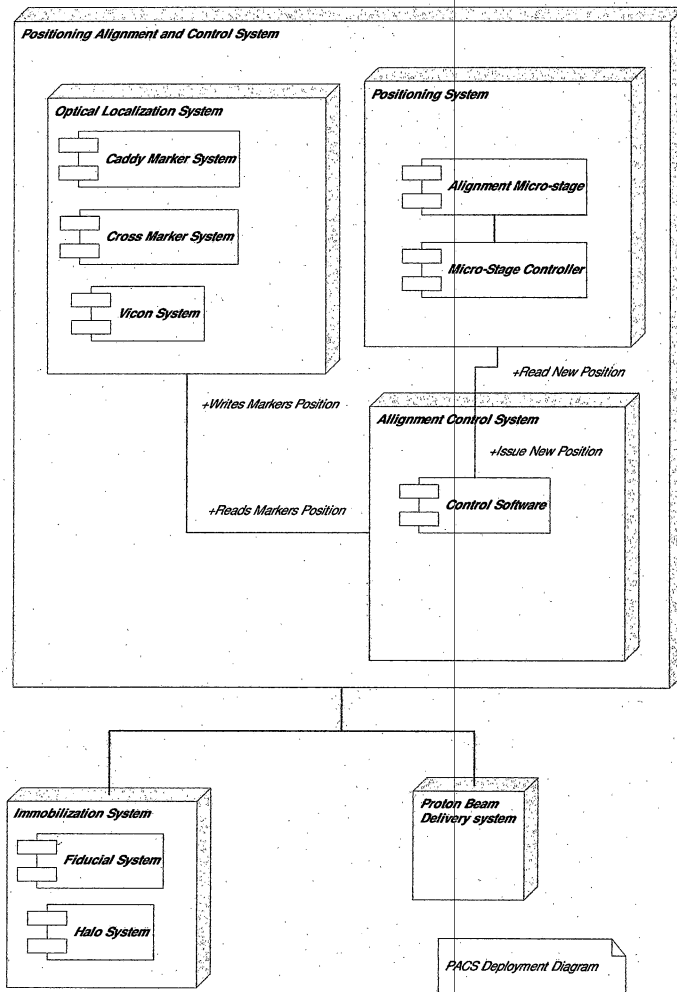 Positioning Alignment and Control System
Optical Localization System
Caddy Marker System
Cross Marker System
Vicon System
Positioning System
Alignment Micro-stage
Micro-Stage Controller
+Read New Position
+Writes Markers Position
Allignment Control System
+Issue New Position
Control Software
+Reads Markers Position
Immobilization System
Fiducial System
Halo System
Proton Beam
Delivery system
PACS Deployment Diagram